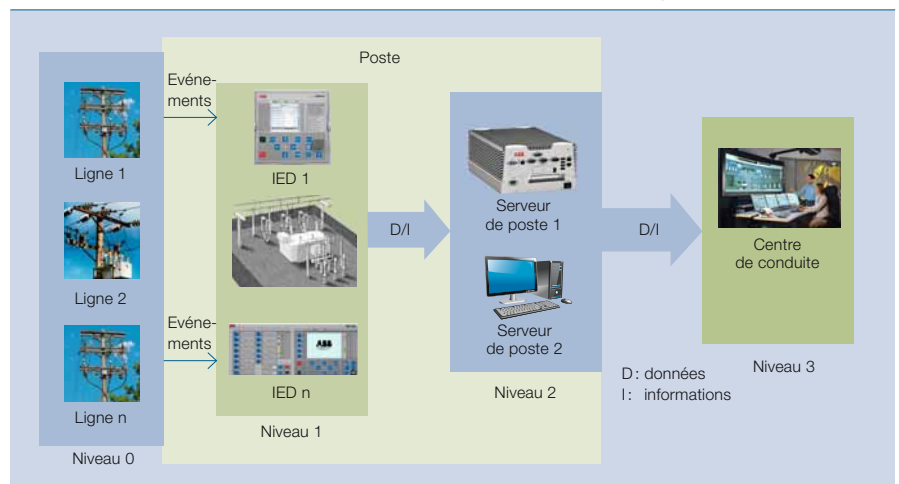 Poste
Evéne-
ments
Ligne 1
IED 1
Ligne 2
D/I
Serveur
de poste 1
D/I
Centre
de conduite
Evéne-
ments
Ligne n
ABB
IED n
Serveur
de poste 2
Niveau 0
Niveau 1
Niveau 2
D: données
I: informations
Niveau 3